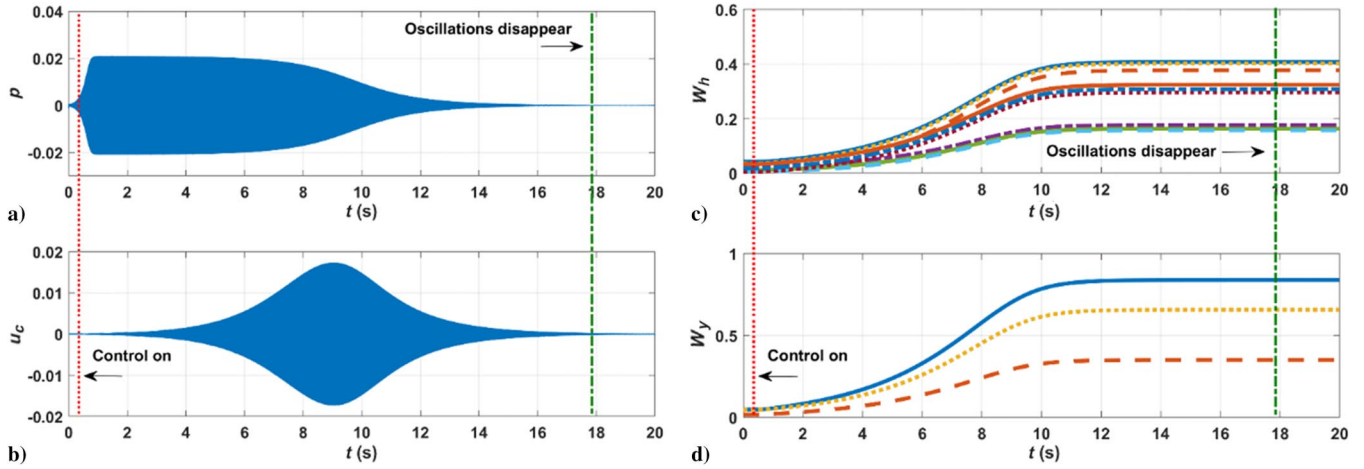 0.04
0.02
0
-0.02
-0.04
p
Oscillations disappear
0 2 4 6 8 10 12 14 16 18 20
t (s)
a)
0.02
0.01
0
-0.01
-0.02
u_c
Control on
0 2 4 6 8 10 12 14 16 18 20
t (s)
b)
0.6
0.4
0.2
0
W_h
Oscillations disappear
0 2 4 6 8 10 12 14 16 18 20
t (s)
c)
1
0.5
0
W_y
Control on
0 2 4 6 8 10 12 14 16 18 20
t (s)
d)